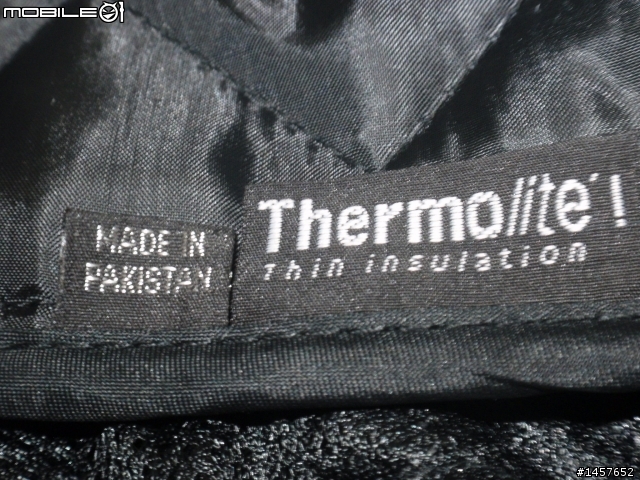 MOBILE01
MADE IN
PAKISTAN
Thermolite!
Thin insulation
#1457652